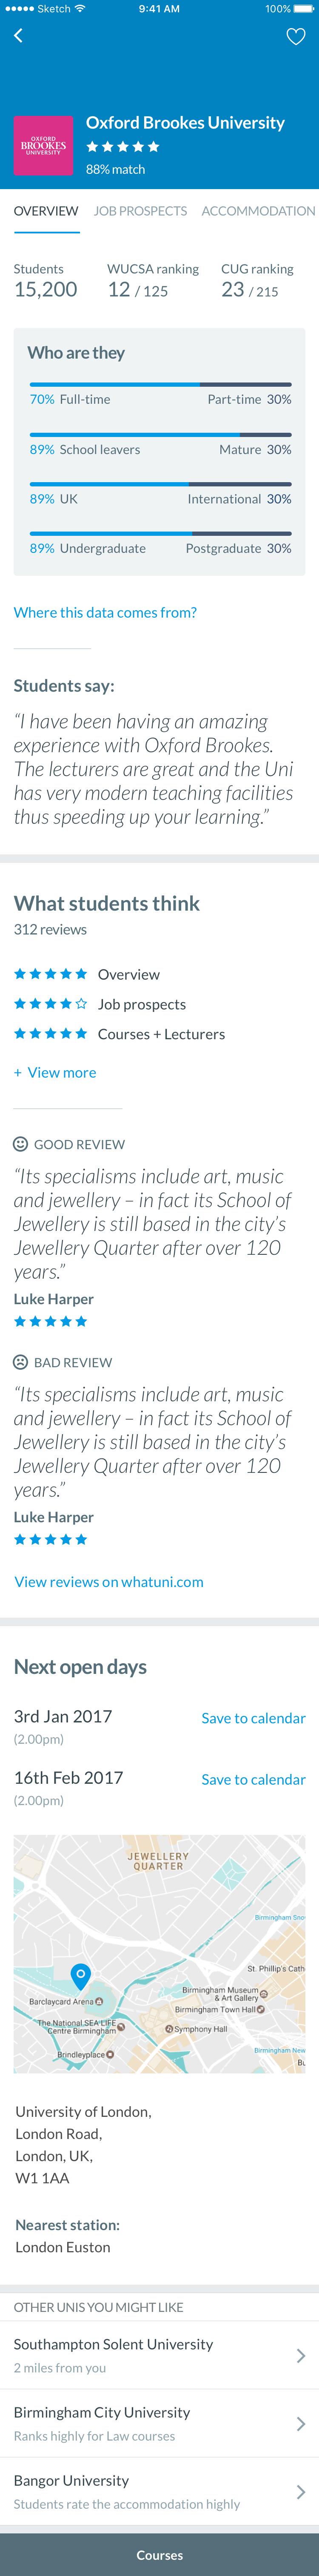 Sketch 9:41 AM 100%
OXFORD
BROOKES
UNIVERSITY
Oxford Brookes University
88% match
OVERVIEW JOB PROSPECTS ACCOMMODATION
Students WUCSA ranking CUG ranking
15,200 12 / 125 23 / 215
Who are they
70% Full-time Part-time 30%
89% School leavers Mature 30%
89% UK International 30%
89% Undergraduate Postgraduate 30%
Where this data comes from?
Students say:
“I have been having an amazing
experience with Oxford Brookes.
The lecturers are great and the Uni
has very modern teaching facilities
thus speeding up your learning.”
What students think
312 reviews
Overview
Job prospects
Courses + Lecturers
+ View more
GOOD REVIEW
“Its specialisms include art, music
and jewellery – in fact its School of
Jewellery is still based in the city’s
Jewellery Quarter after over 120
years.”
Luke Harper
BAD REVIEW
“Its specialisms include art, music
and jewellery – in fact its School of
Jewellery is still based in the city’s
Jewellery Quarter after over 120
years.”
Luke Harper
View reviews on whatuni.com
Next open days
3rd Jan 2017 Save to calendar
(2.00pm)
16th Feb 2017 Save to calendar
(2.00pm)
JEWELLERY
QUARTER
Birmingham Sno
St. Phillip's Cath
Birmingham Museum
& Art Gallery
Barclaycard Arena
Birmingham Town Hall
The National SEA LIFE
Centre Birmingham
Symphony Hall
Birmingham New
Brindleyplace
Bu
University of London,
London Road,
London, UK,
W1 1AA
Nearest station:
London Euston
OTHER UNIS YOU MIGHT LIKE
Southampton Solent University
2 miles from you
Birmingham City University
Ranks highly for Law courses
Bangor University
Students rate the accommodation highly
Courses